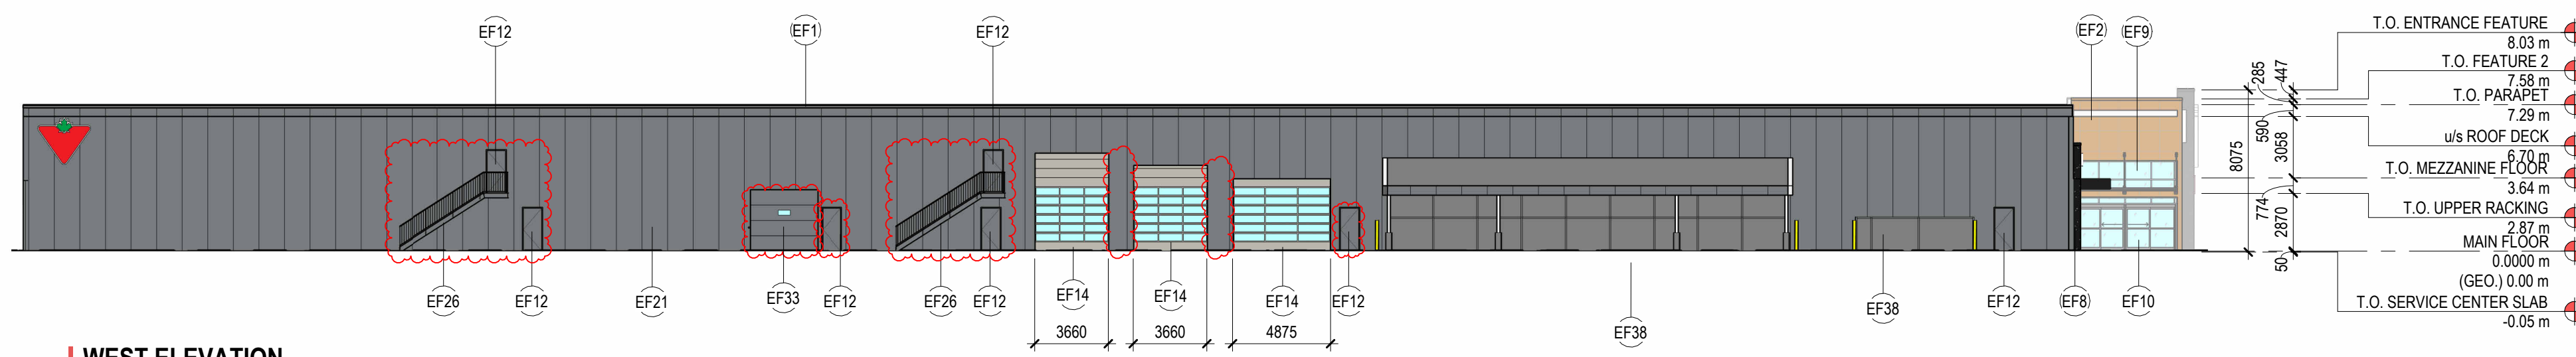 EF12
EF1
EF12
EF2
EF9
T.O. ENTRANCE FEATURE
8.03 m
T.O. FEATURE 2
7.58 m
T.O. PARAPET
7.29 m
u/s ROOF DECK
6.70 m
T.O. MEZZANINE FLOOR
3.64 m
T.O. UPPER RACKING
2.87 m
MAIN FLOOR
0.0000 m
(GEO.) 0.00 m
T.O. SERVICE CENTER SLAB
-0.05 m
285
447
590
3058
8075
774
2870
50
EF26
EF12
EF21
EF33
EF12
EF26
EF12
EF14
EF14
EF14
EF12
EF38
EF38
EF12
EF8
EF10
3660
3660
4875
WEST ELEVATION